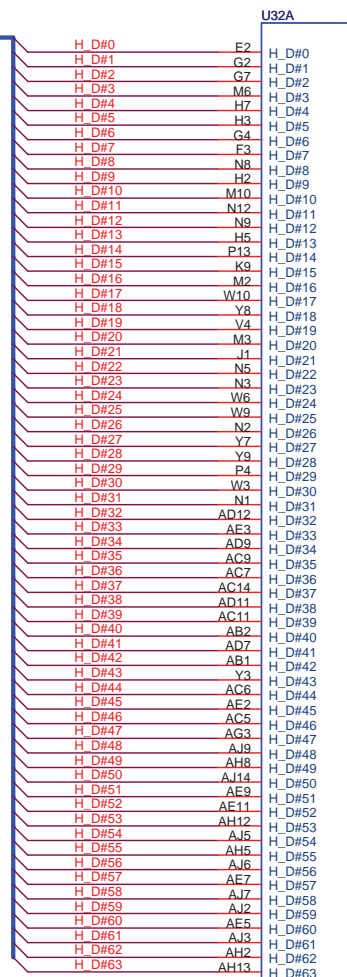 U32A
H_D#0 E2 H_D#0
H_D#1 G2 H_D#1
H_D#2 G7 H_D#2
H_D#3 M6 H_D#3
H_D#4 H7 H_D#4
H_D#5 H3 H_D#5
H_D#6 G4 H_D#6
H_D#7 F3 H_D#7
H_D#8 N8 H_D#8
H_D#9 H2 H_D#9
H_D#10 M10 H_D#10
H_D#11 N12 H_D#11
H_D#12 N9 H_D#12
H_D#13 H5 H_D#13
H_D#14 P13 H_D#14
H_D#15 K9 H_D#15
H_D#16 M2 H_D#16
H_D#17 W10 H_D#17
H_D#18 Y8 H_D#18
H_D#19 V4 H_D#19
H_D#20 M3 H_D#20
H_D#21 J1 H_D#21
H_D#22 N5 H_D#22
H_D#23 N3 H_D#23
H_D#24 W6 H_D#24
H_D#25 W9 H_D#25
H_D#26 N2 H_D#26
H_D#27 Y7 H_D#27
H_D#28 Y9 H_D#28
H_D#29 P4 H_D#29
H_D#30 W3 H_D#30
H_D#31 N1 H_D#31
H_D#32 AD12 H_D#32
H_D#33 AE3 H_D#33
H_D#34 AD9 H_D#34
H_D#35 AC9 H_D#35
H_D#36 AC7 H_D#36
H_D#37 AC14 H_D#37
H_D#38 AD11 H_D#38
H_D#39 AC11 H_D#39
H_D#40 AB2 H_D#40
H_D#41 AD7 H_D#41
H_D#42 AB1 H_D#42
H_D#43 Y3 H_D#43
H_D#44 AC6 H_D#44
H_D#45 AE2 H_D#45
H_D#46 AC5 H_D#46
H_D#47 AG3 H_D#47
H_D#48 AJ9 H_D#48
H_D#49 AH8 H_D#49
H_D#50 AJ14 H_D#50
H_D#51 AE9 H_D#51
H_D#52 AE11 H_D#52
H_D#53 AH12 H_D#53
H_D#54 AJ5 H_D#54
H_D#55 AH5 H_D#55
H_D#56 AJ6 H_D#56
H_D#57 AE7 H_D#57
H_D#58 AJ7 H_D#58
H_D#59 AJ2 H_D#59
H_D#60 AE5 H_D#60
H_D#61 AJ3 H_D#61
H_D#62 AH2 H_D#62
H_D#63 AH13 H_D#63